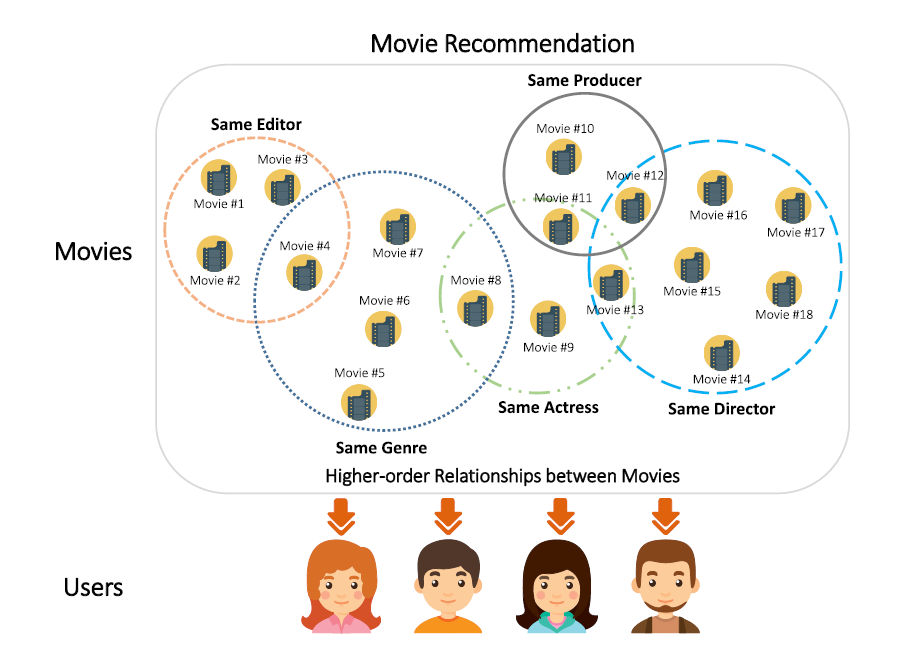 Movie Recommendation
Same Producer
Same Editor
Movie #10
Movie #3
Movie #12
Movie #1
Movie #11
Movie #16
Movie #17
Movie #4
Movie #7
Movies
Movie #2
Movie #8
Movie #15
Movie #6
Movie #13
Movie #18
Movie #9
Movie #5
Movie #14
Same Actress
Same Director
Same Genre
Higher-order Relationships between Movies
Users